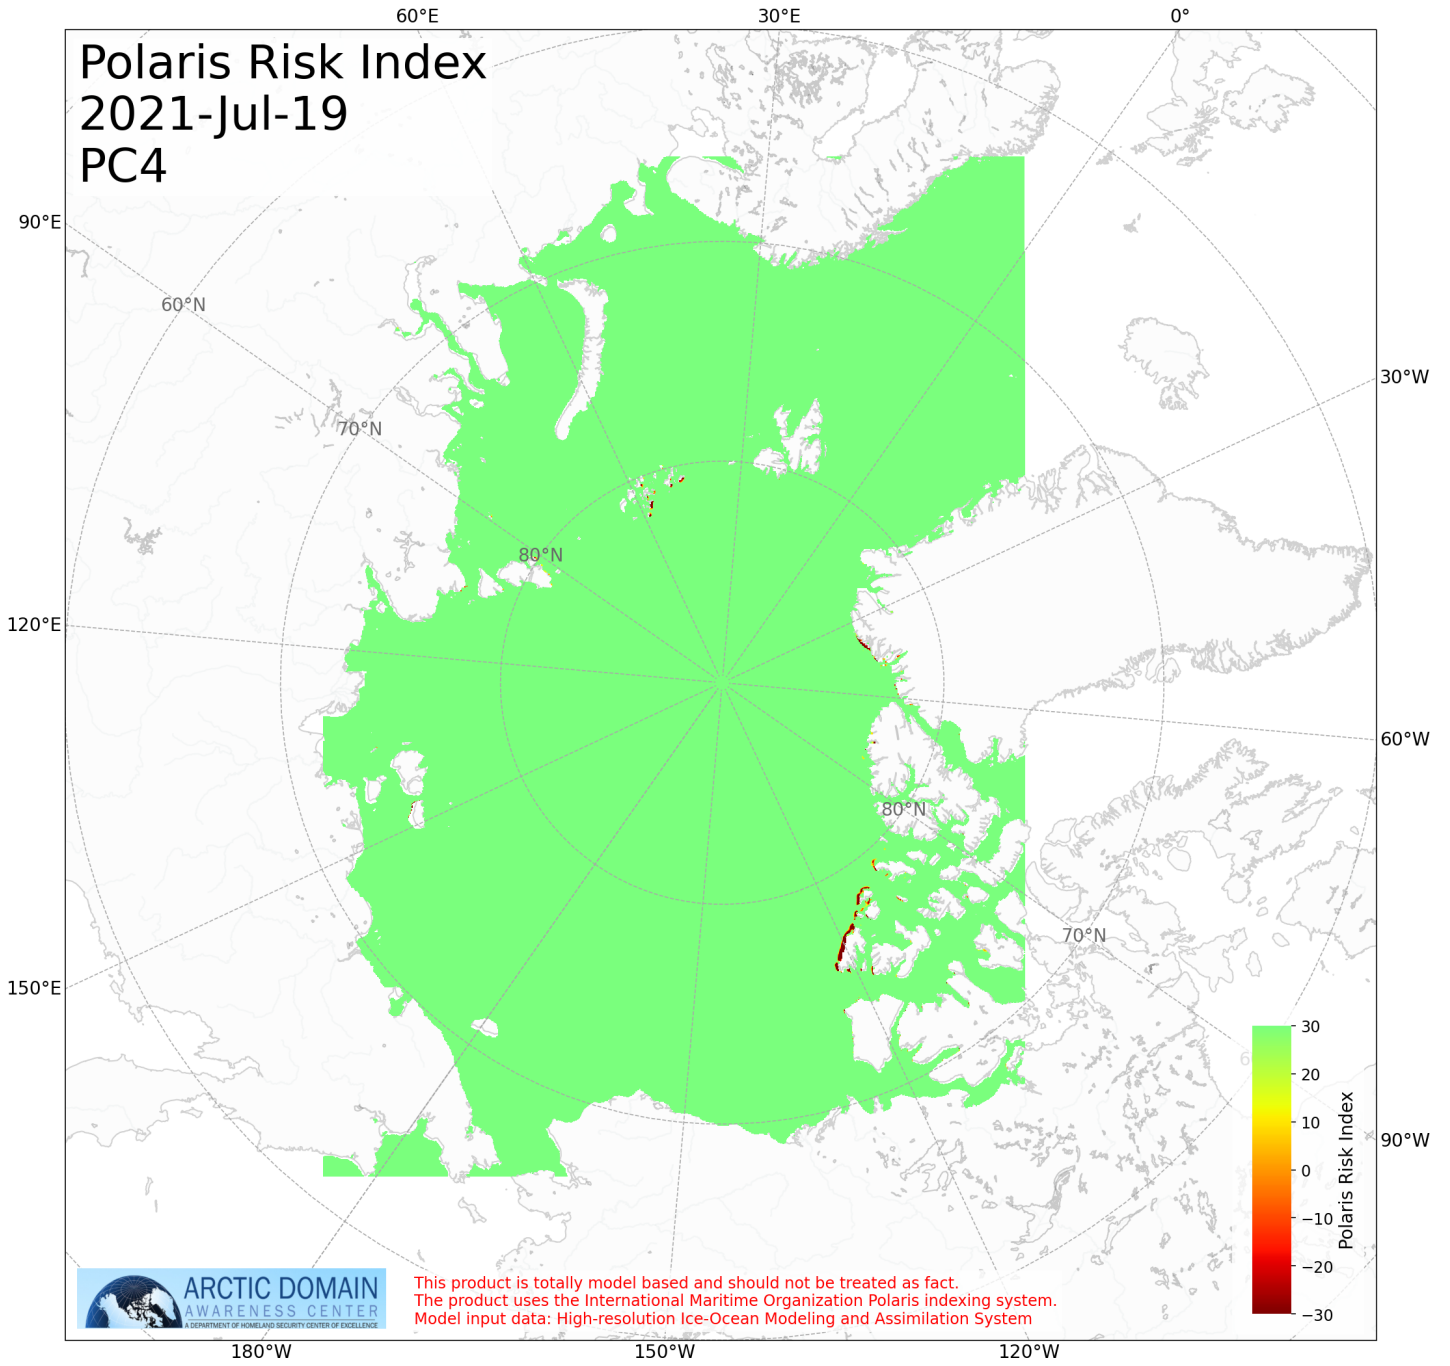 60°E 30°E 0°
Polaris Risk Index
2021-Jul-19
PC4
90°E
60°N
30°W
70°N
80°N
120°E
60°W
80°N
70°N
150°E
30
20
10
0
−10
−20
−30
Polaris Risk Index
90°W
ARCTIC DOMAIN
AWARENESS CENTER
A DEPARTMENT OF HOMELAND SECURITY CENTER OF EXCELLENCE
This product is totally model based and should not be treated as fact.
The product uses the International Maritime Organization Polaris indexing system.
Model input data: High-resolution Ice-Ocean Modeling and Assimilation System
180°W 150°W 120°W